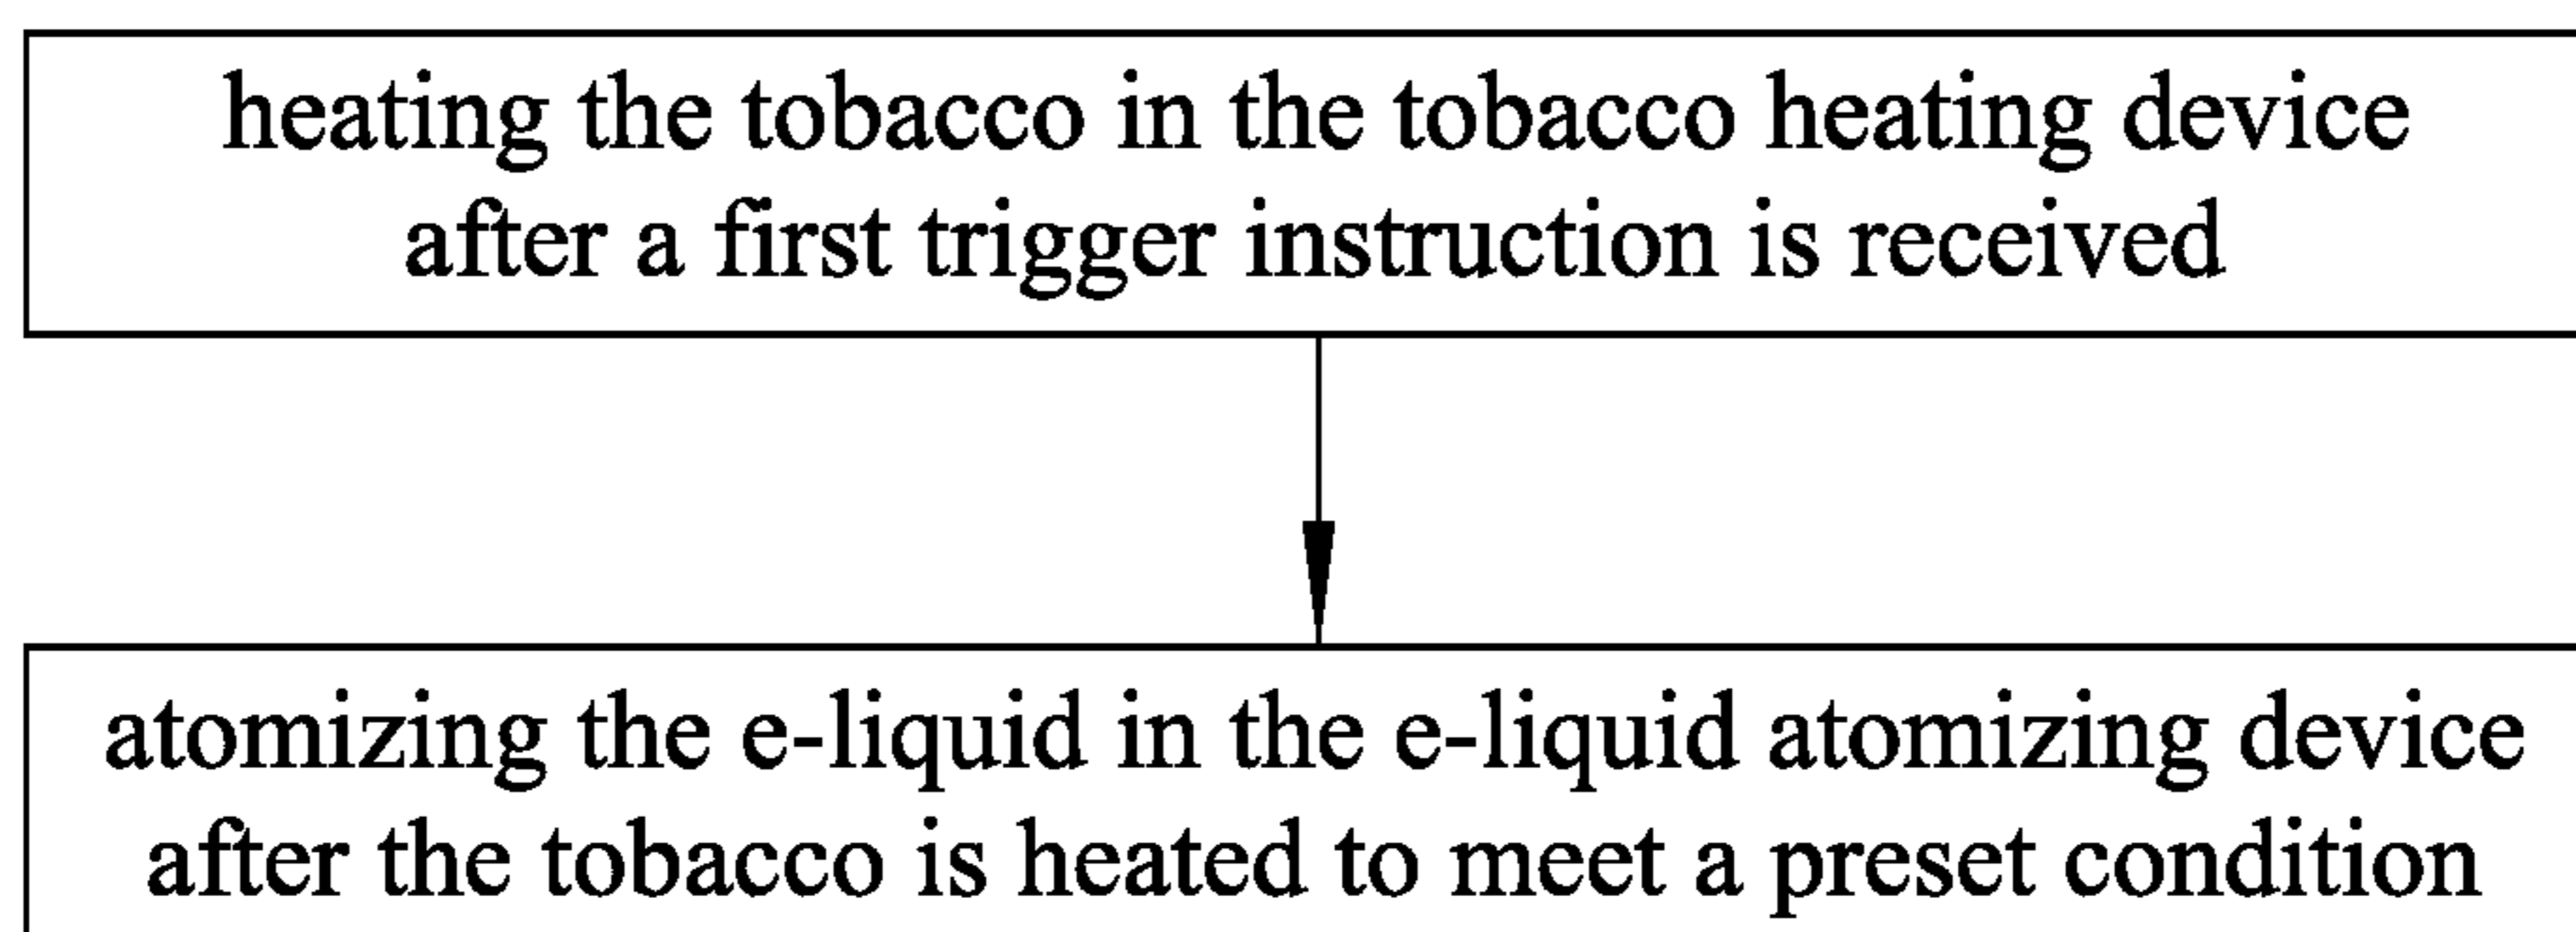 heating the tobacco in the tobacco heating device
after a first trigger instruction is received
atomizing the e-liquid in the e-liquid atomizing device
after the tobacco is heated to meet a preset condition